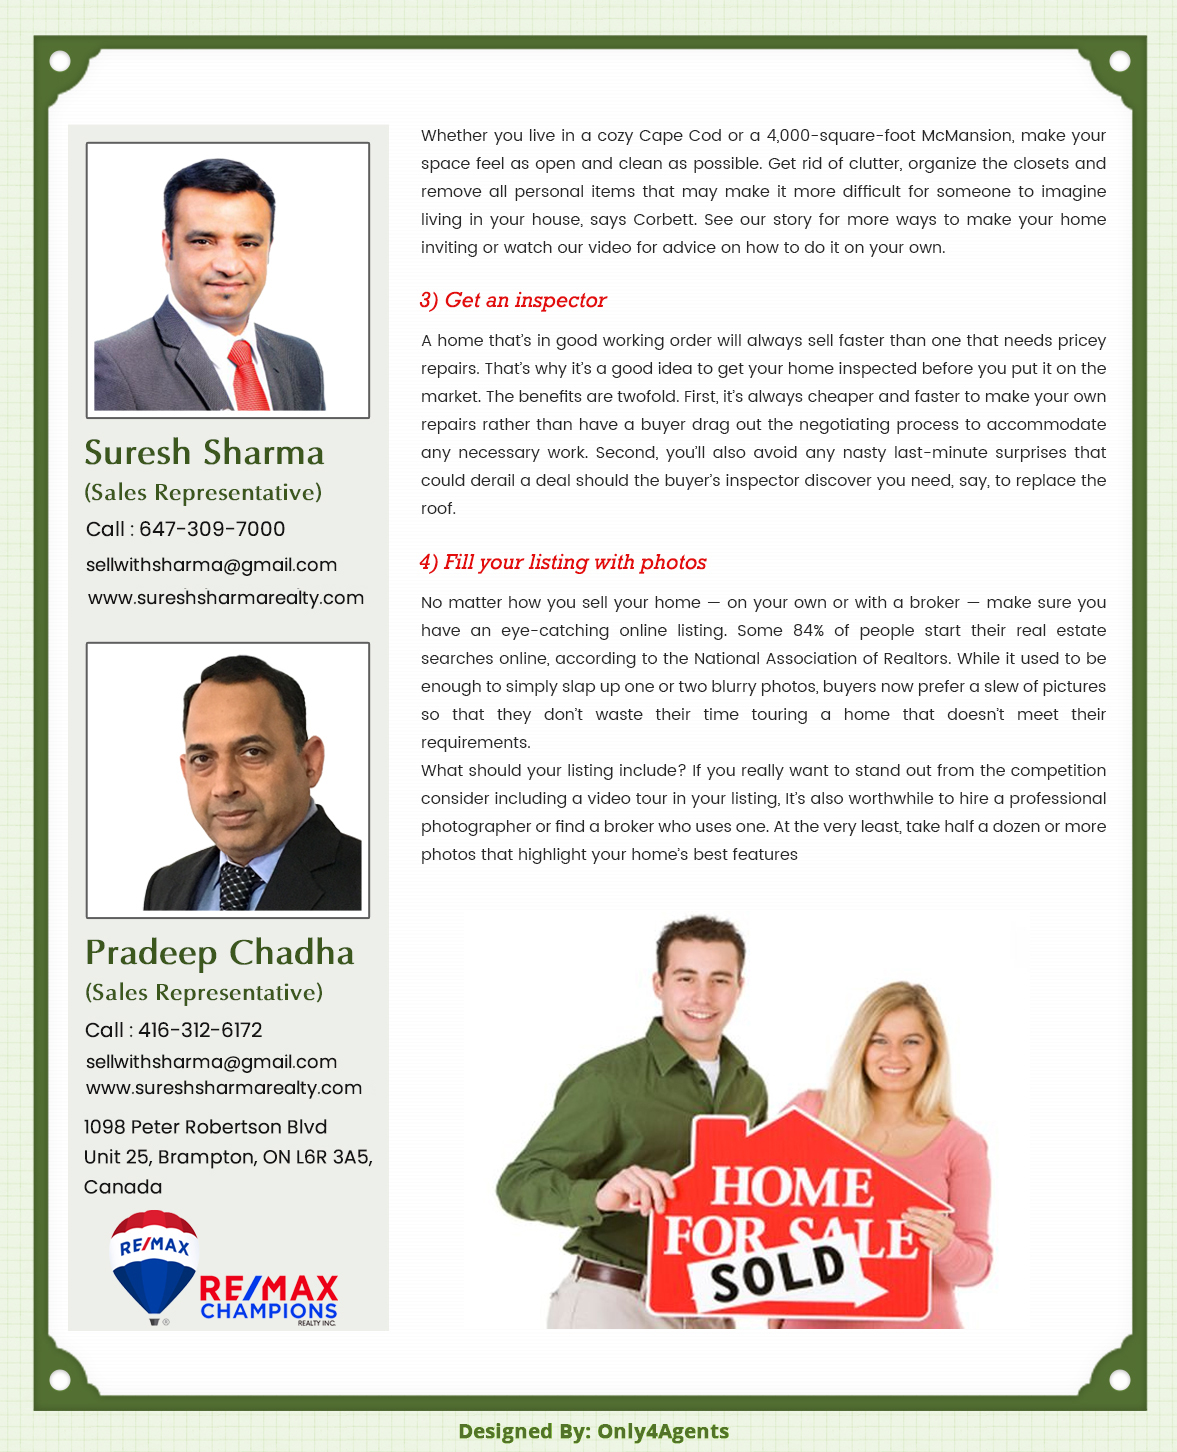 Suresh Sharma
(Sales Representative)
Call : 647-309-7000
sellwithsharma@gmail.com
www.sureshsharmarealty.com
Pradeep Chadha
(Sales Representative)
Call : 416-312-6172
sellwithsharma@gmail.com
www.sureshsharmarealty.com
1098 Peter Robertson Blvd
Unit 25, Brampton, ON L6R 3A5,
Canada
RE/MAX
®
RE/MAX
CHAMPIONS
REALTY INC.
Whether you live in a cozy Cape Cod or a 4,000-square-foot McMansion, make your
space feel as open and clean as possible. Get rid of clutter, organize the closets and
remove all personal items that may make it more difficult for someone to imagine
living in your house, says Corbett. See our story for more ways to make your home
inviting or watch our video for advice on how to do it on your own.
3) Get an inspector
A home that’s in good working order will always sell faster than one that needs pricey
repairs. That’s why it’s a good idea to get your home inspected before you put it on the
market. The benefits are twofold. First, it’s always cheaper and faster to make your own
repairs rather than have a buyer drag out the negotiating process to accommodate
any necessary work. Second, you’ll also avoid any nasty last-minute surprises that
could derail a deal should the buyer’s inspector discover you need, say, to replace the
roof.
4) Fill your listing with photos
No matter how you sell your home — on your own or with a broker — make sure you
have an eye-catching online listing. Some 84% of people start their real estate
searches online, according to the National Association of Realtors. While it used to be
enough to simply slap up one or two blurry photos, buyers now prefer a slew of pictures
so that they don’t waste their time touring a home that doesn’t meet their
requirements.
What should your listing include? If you really want to stand out from the competition
consider including a video tour in your listing, It’s also worthwhile to hire a professional
photographer or find a broker who uses one. At the very least, take half a dozen or more
photos that highlight your home’s best features
HOME
FOR SALE
SOLD
Designed By: Only4Agents